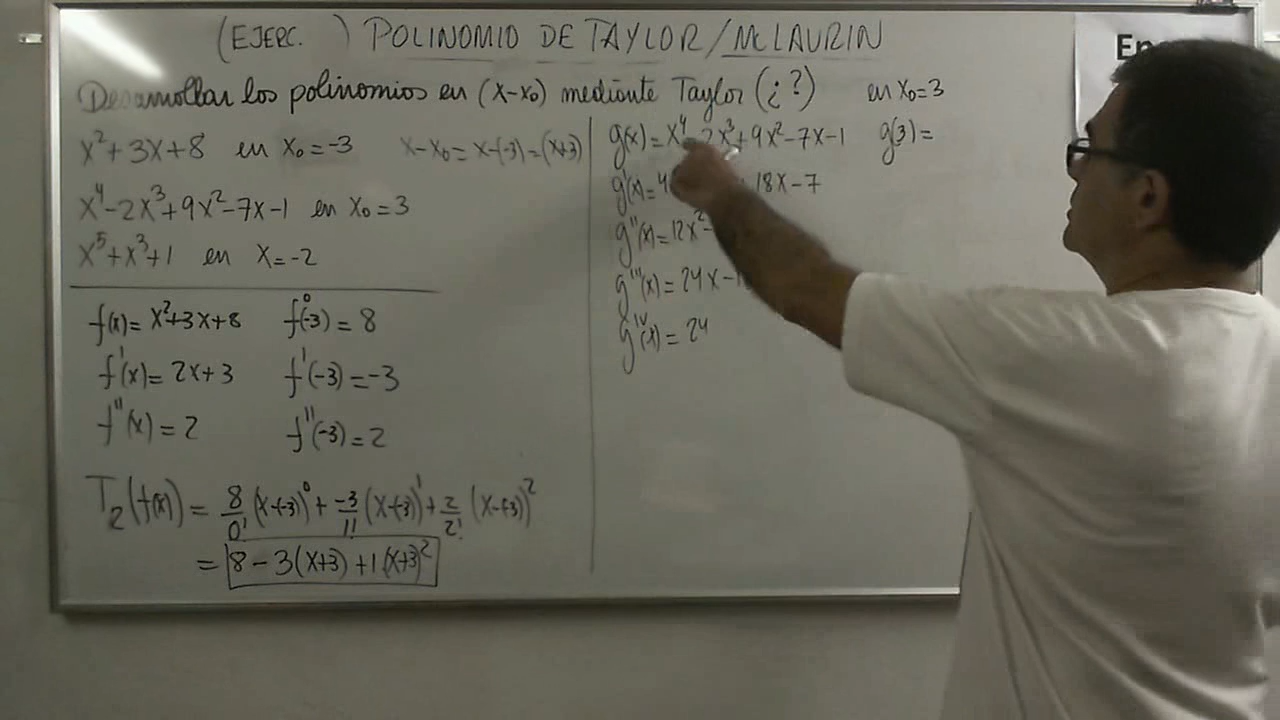 (EJERC. ) POLINOMIO DE TAYLOR/MCLAURIN
Desarrollar los polinomios en (x-x0) mediante Taylor (¿?)
x²+3x+8 en x0=-3 x-x0=x-(-3)=(x+3)
x⁴-2x³+9x²-7x-1 en x0=3
x⁵+x³+1 en x=-2
f(x)=x²+3x+8 f⁰(-3)=8
f'(x)=2x+3 f'(-3)=-3
f''(x)=2 f''(-3)=2
T2(f(x))= 8/0! (x-(-3))⁰+ -3/1! (x-(-3))¹+ 2/2! (x-(-3))²
= 8-3(x+3)+1(x+3)²
en x0=3
g(x)=x⁴-2x³+9x²-7x-1 g(3)=
g'(x)=4 18x-7
g''(x)=12x²-
g'''(x)=24x-1
gIV(x)=24
En